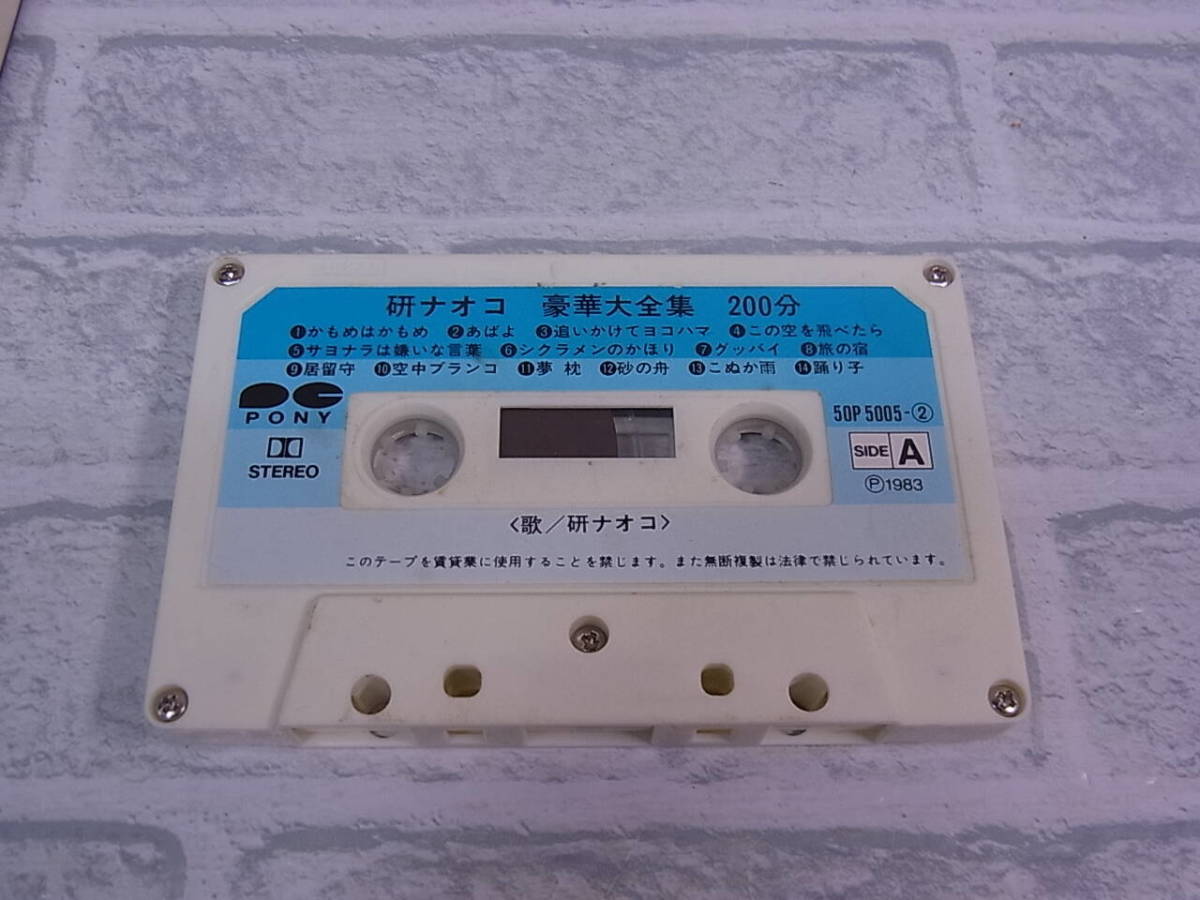 研ナオコ 豪華大全集 200分
❶かもめはかもめ ❷あばよ ❸追いかけてヨコハマ ❹この空を飛べたら
❺サヨナラは嫌いな言葉 ❻シクラメンのかほり ❼グッバイ ❽旅の宿
❾居留守 ❿空中ブランコ ⓫夢 枕 ⓬砂の舟 ⓭こぬか雨 ⓮踊り子
PONY
STEREO
50P5005-②
SIDE A
Ⓟ1983
〈歌／研ナオコ〉
このテープを賃貸業に使用することを禁じます。また無断複製は法律で禁じられています。